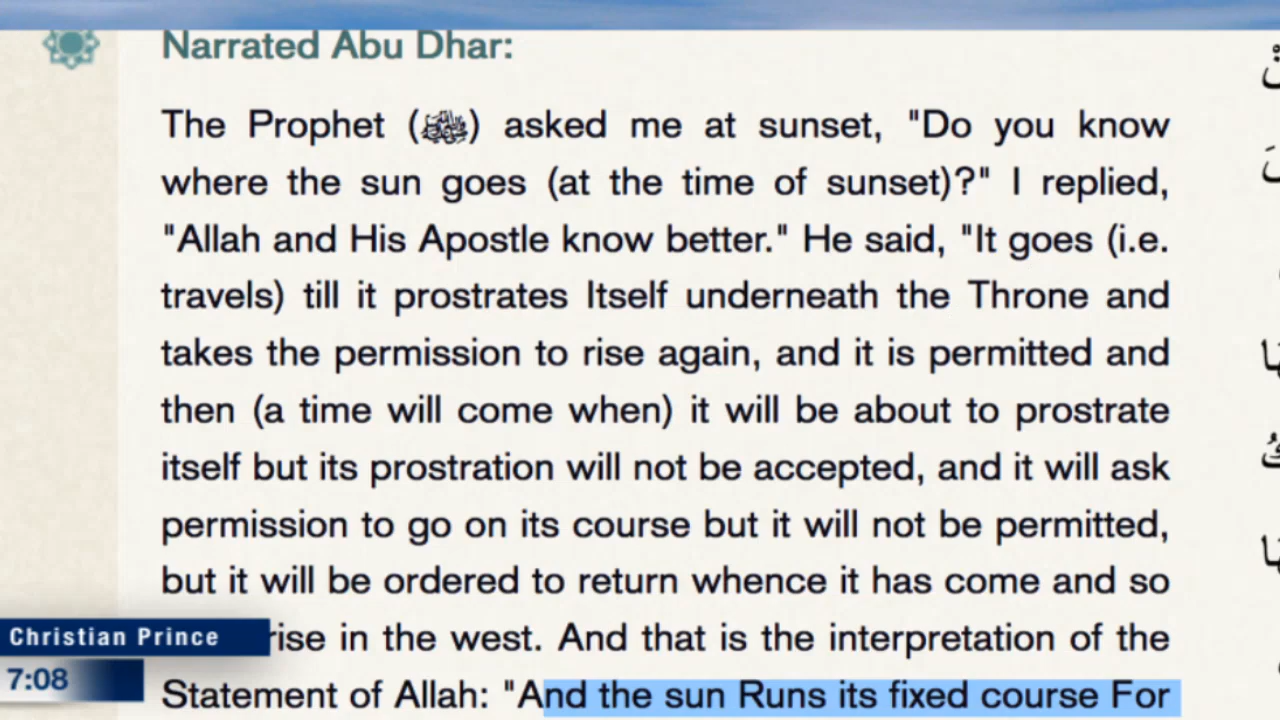 Narrated Abu Dhar:
The Prophet (ﷺ) asked me at sunset, "Do you know
where the sun goes (at the time of sunset)?" I replied,
"Allah and His Apostle know better." He said, "It goes (i.e.
travels) till it prostrates Itself underneath the Throne and
takes the permission to rise again, and it is permitted and
then (a time will come when) it will be about to prostrate
itself but its prostration will not be accepted, and it will ask
permission to go on its course but it will not be permitted,
but it will be ordered to return whence it has come and so
rise in the west. And that is the interpretation of the
Statement of Allah: "And the sun Runs its fixed course For
Christian Prince
7:08